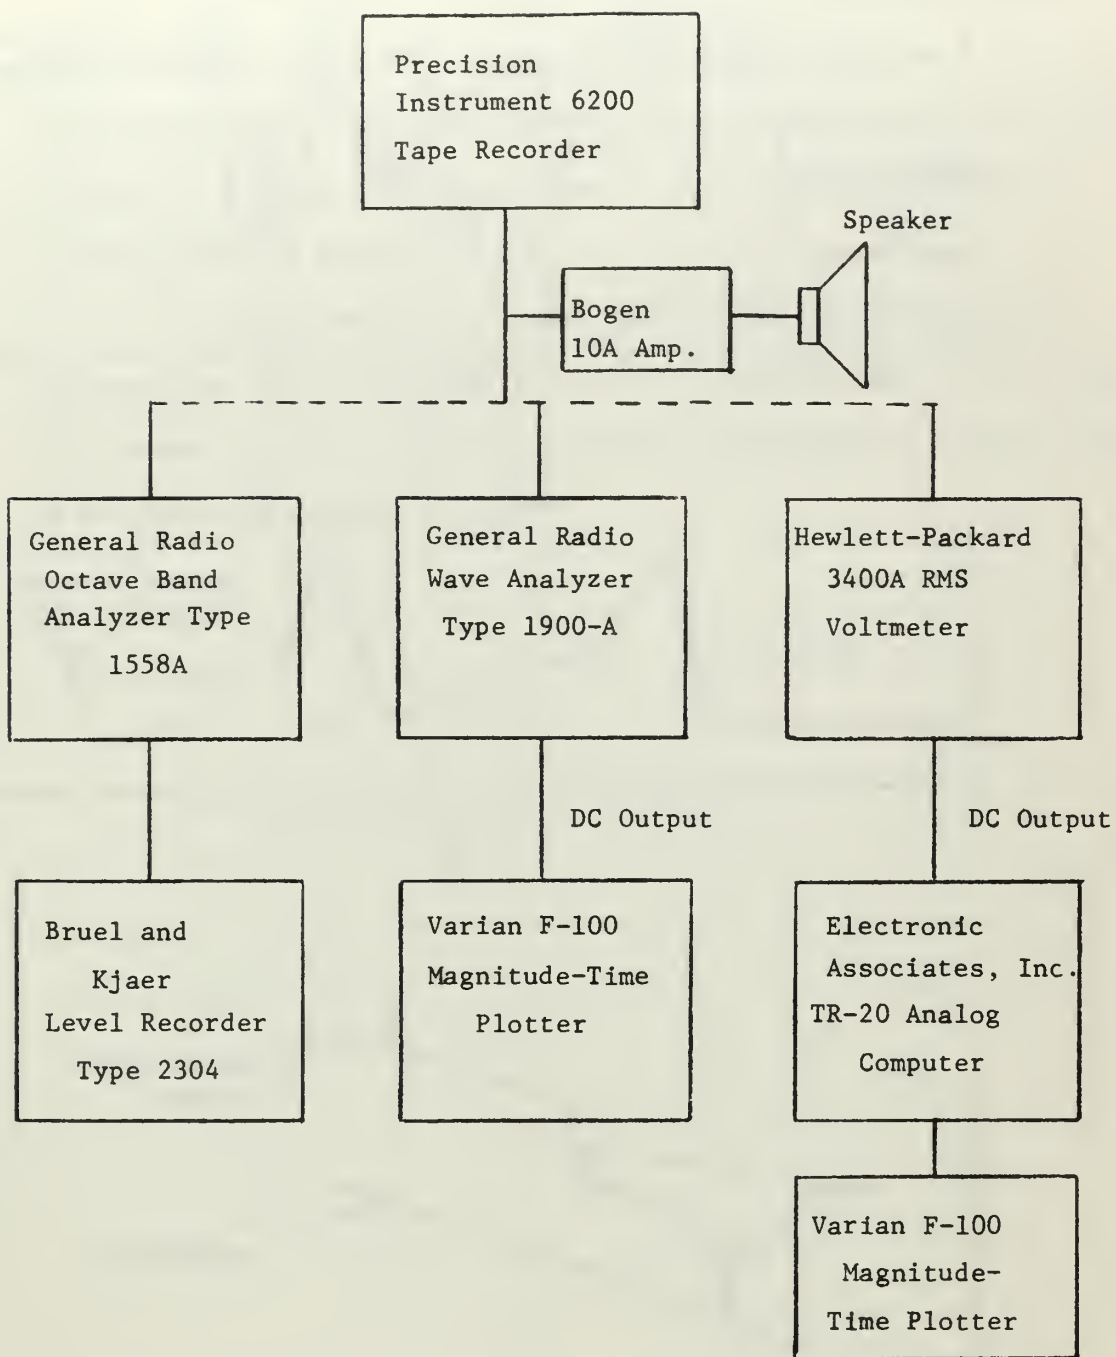 Precision
Instrument 6200
Tape Recorder
Speaker
Bogen
10A Amp.
General Radio
Octave Band
Analyzer Type
1558A
General Radio
Wave Analyzer
Type 1900-A
Hewlett-Packard
3400A RMS
Voltmeter
DC Output
DC Output
Bruel and
Kjaer
Level Recorder
Type 2304
Varian F-100
Magnitude-Time
Plotter
Electronic
Associates, Inc.
TR-20 Analog
Computer
Varian F-100
Magnitude-
Time Plotter